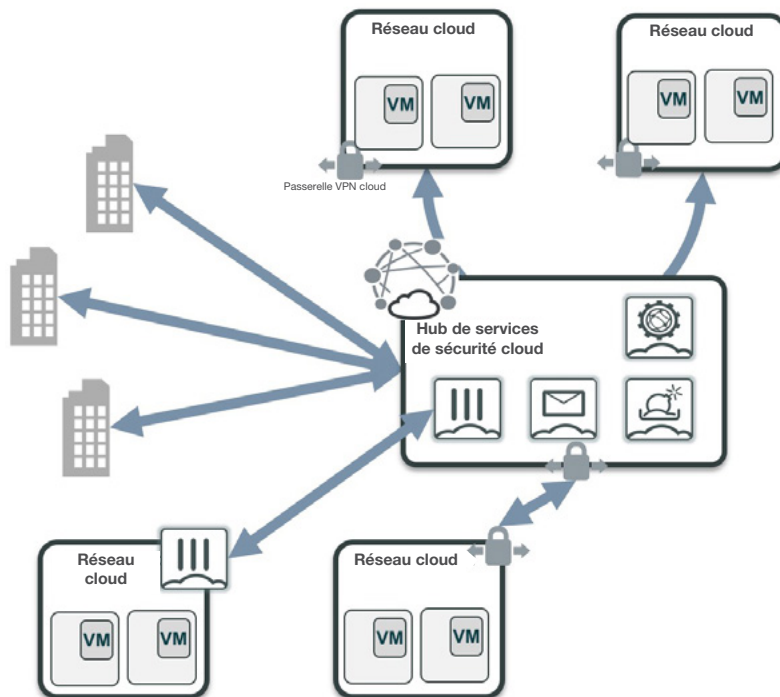 Réseau cloud
VM VM
Réseau cloud
VM VM
Passerelle VPN cloud
Hub de services
de sécurité cloud
Réseau
cloud
VM VM
Réseau cloud
VM VM